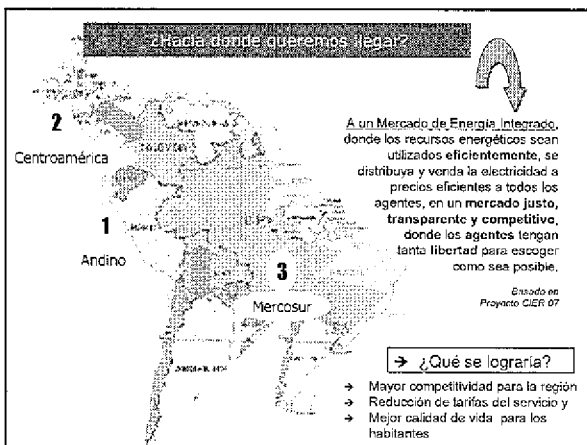 ¿Hacia donde queremos llegar?
2
Centroamérica
1
Andino
3
Mercosur
A un Mercado de Energía Integrado,
donde los recursos energéticos sean
utilizados eficientemente, se
distribuya y venda la electricidad a
precios eficientes a todos los
agentes, en un mercado justo,
transparente y competitivo,
donde los agentes tengan
tanta libertad para escoger
como sea posible.
Basado en
Proyecto CIER 07
→ ¿Qué se lograría?
→ Mayor competitividad para la región
→ Reducción de tarifas del servicio y
→ Mejor calidad de vida para los
habitantes